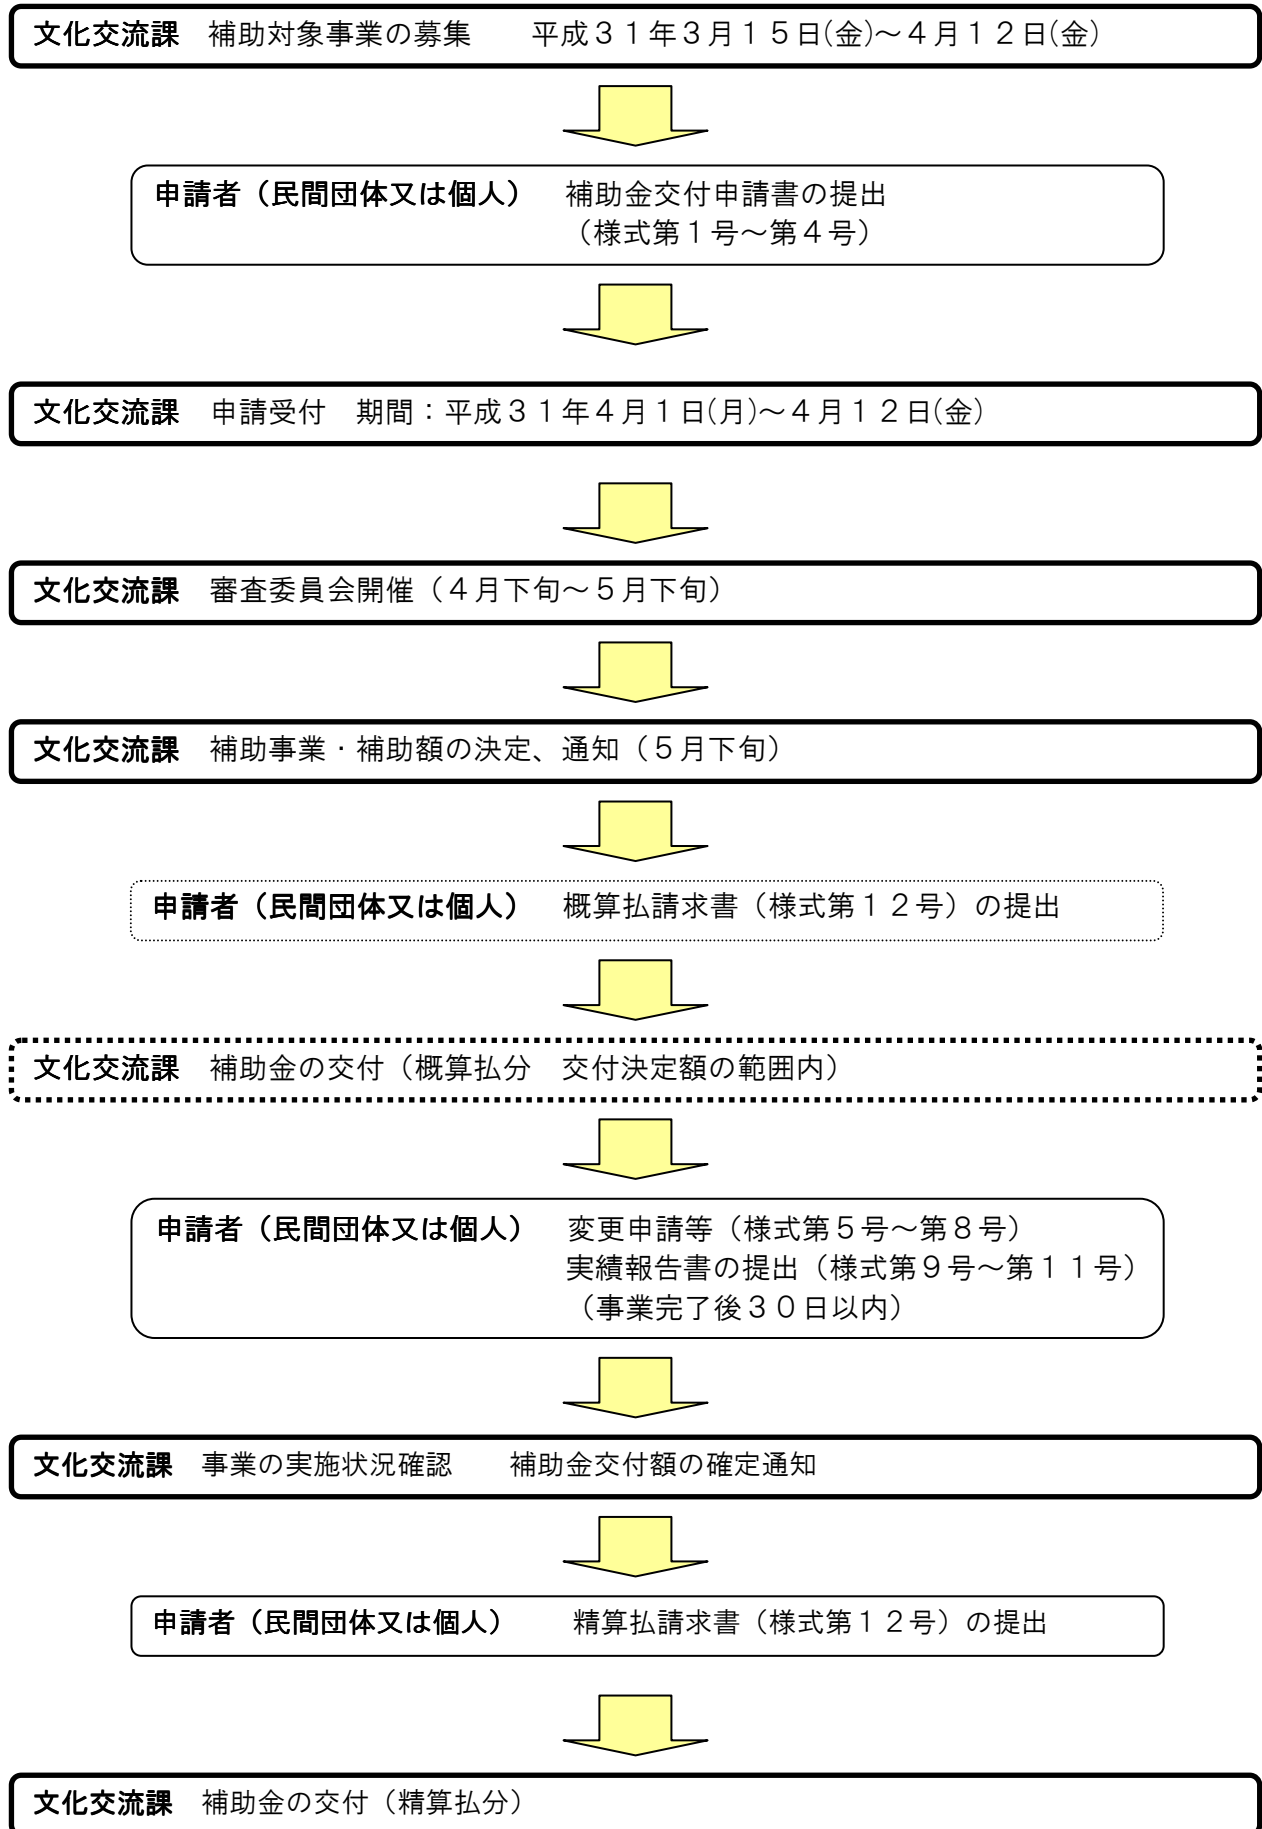 文化交流課　補助対象事業の募集　　平成３１年３月１５日(金)～４月１２日(金)
申請者（民間団体又は個人）　補助金交付申請書の提出
（様式第１号～第４号）
文化交流課　申請受付　期間：平成３１年４月１日(月)～４月１２日(金)
文化交流課　審査委員会開催（４月下旬～５月下旬）
文化交流課　補助事業・補助額の決定、通知（５月下旬）
申請者（民間団体又は個人）　概算払請求書（様式第１２号）の提出
文化交流課　補助金の交付（概算払分　交付決定額の範囲内）
申請者（民間団体又は個人）　変更申請等（様式第５号～第８号）
実績報告書の提出（様式第９号～第１１号）
（事業完了後３０日以内）
文化交流課　事業の実施状況確認　　補助金交付額の確定通知
申請者（民間団体又は個人）　　精算払請求書（様式第１２号）の提出
文化交流課　補助金の交付（精算払分）